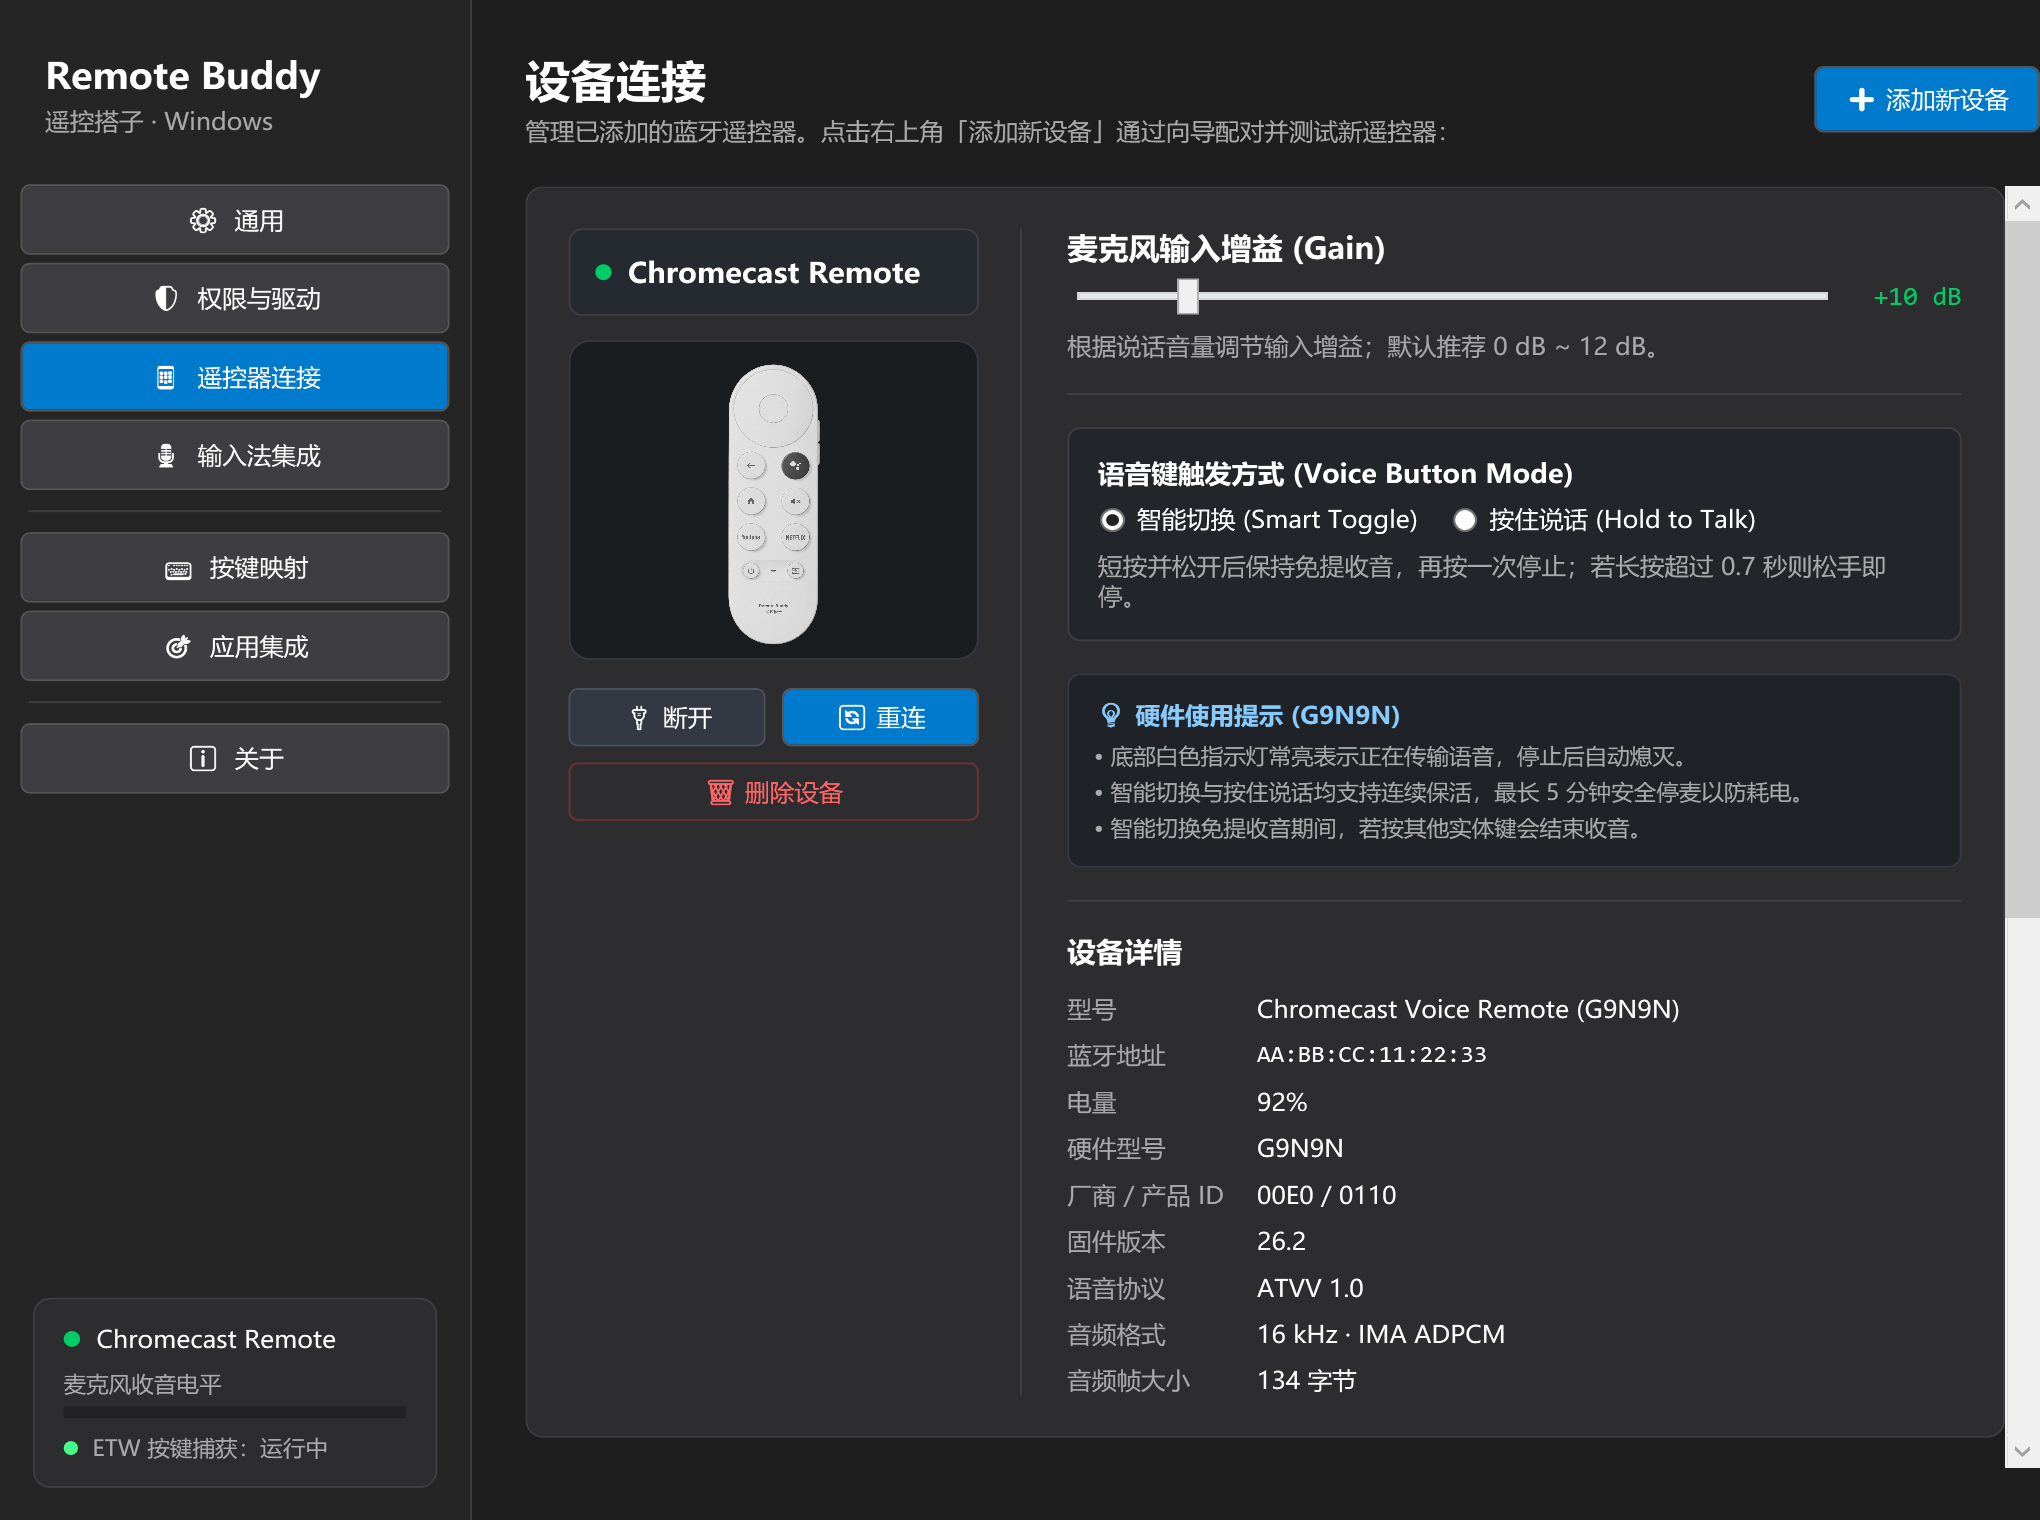 Remote Buddy
遥控搭子 · Windows
通用
权限与驱动
遥控器连接
输入法集成
按键映射
应用集成
关于
Chromecast Remote
麦克风收音电平
ETW 按键捕获：运行中
设备连接
管理已添加的蓝牙遥控器。点击右上角「添加新设备」通过向导配对并测试新遥控器：
添加新设备
Chromecast Remote
YouTube
NETFLIX
Remote Buddy
断开
重连
删除设备
麦克风输入增益 (Gain)
+10 dB
根据说话音量调节输入增益；默认推荐 0 dB ~ 12 dB。
语音键触发方式 (Voice Button Mode)
智能切换 (Smart Toggle)
按住说话 (Hold to Talk)
短按并松开后保持免提收音，再按一次停止；若长按超过 0.7 秒则松手即
停。
硬件使用提示 (G9N9N)
• 底部白色指示灯常亮表示正在传输语音，停止后自动熄灭。
• 智能切换与按住说话均支持连续保活，最长 5 分钟安全停麦以防耗电。
• 智能切换免提收音期间，若按其他实体键会结束收音。
设备详情
型号 Chromecast Voice Remote (G9N9N)
蓝牙地址 AA:BB:CC:11:22:33
电量 92%
硬件型号 G9N9N
厂商 / 产品 ID 00E0 / 0110
固件版本 26.2
语音协议 ATVV 1.0
音频格式 16 kHz · IMA ADPCM
音频帧大小 134 字节